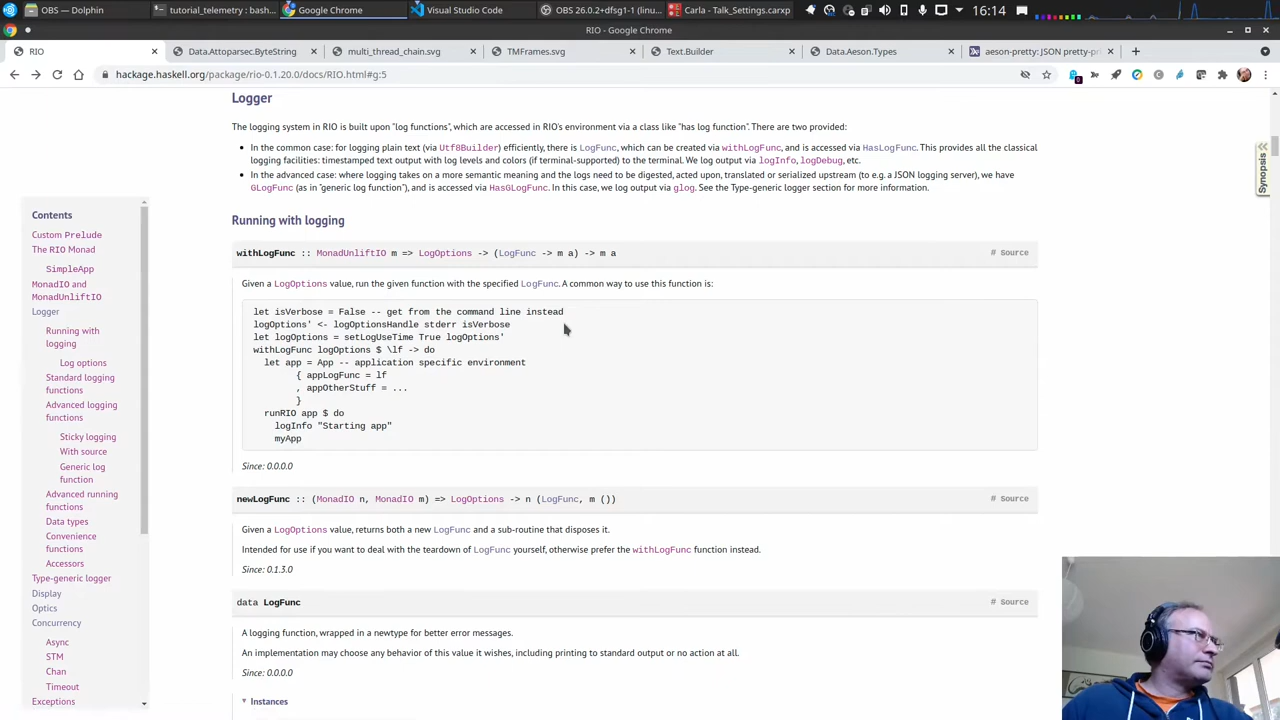 OBS — Dolphin
tutorial_telemetry : bash...
Google Chrome
Visual Studio Code
OBS 26.0.2+dfsg1-1 (linu...
Carla - Talk_Settings.carxp
16:14
RIO - Google Chrome
RIO
Data.Attoparsec.ByteString
multi_thread_chain.svg
TMFrames.svg
Text.Builder
Data.Aeson.Types
aeson-pretty: JSON pretty-pri
hackage.haskell.org/package/rio-0.1.20.0/docs/RIO.html#g:5
Logger
The logging system in RIO is built upon "log functions", which are accessed in RIO's environment via a class like "has log function". There are two provided:
• In the common case: for logging plain text (via Utf8Builder) efficiently, there is LogFunc, which can be created via withLogFunc, and is accessed via HasLogFunc. This provides all the classical
logging facilities: timestamped text output with log levels and colors (if terminal-supported) to the terminal. We log output via logInfo, logDebug, etc.
• In the advanced case: where logging takes on a more semantic meaning and the logs need to be digested, acted upon, translated or serialized upstream (to e.g. a JSON logging server), we have
GLogFunc (as in "generic log function"), and is accessed via HasGLogFunc. In this case, we log output via glog. See the Type-generic logger section for more information.
Synopsis
Contents
Custom Prelude
The RIO Monad
SimpleApp
MonadIO and
MonadUnliftIO
Logger
Running with
logging
Log options
Standard logging
functions
Advanced logging
functions
Sticky logging
With source
Generic log
function
Advanced running
functions
Data types
Convenience
functions
Accessors
Type-generic logger
Display
Optics
Concurrency
Async
STM
Chan
Timeout
Exceptions
Running with logging
withLogFunc :: MonadUnliftIO m => LogOptions -> (LogFunc -> m a) -> m a
# Source
Given a LogOptions value, run the given function with the specified LogFunc. A common way to use this function is:
let isVerbose = False -- get from the command line instead
logOptions' <- logOptionsHandle stderr isVerbose
let logOptions = setLogUseTime True logOptions'
withLogFunc logOptions $ \lf -> do
let app = App -- application specific environment
{ appLogFunc = lf
, appOtherStuff = ...
}
runRIO app $ do
logInfo "Starting app"
myApp
Since: 0.0.0.0
newLogFunc :: (MonadIO n, MonadIO m) => LogOptions -> n (LogFunc, m ())
# Source
Given a LogOptions value, returns both a new LogFunc and a sub-routine that disposes it.
Intended for use if you want to deal with the teardown of LogFunc yourself, otherwise prefer the withLogFunc function instead.
Since: 0.1.3.0
data LogFunc
# Source
A logging function, wrapped in a newtype for better error messages.
An implementation may choose any behavior of this value it wishes, including printing to standard output or no action at all.
Since: 0.0.0.0
▼ Instances